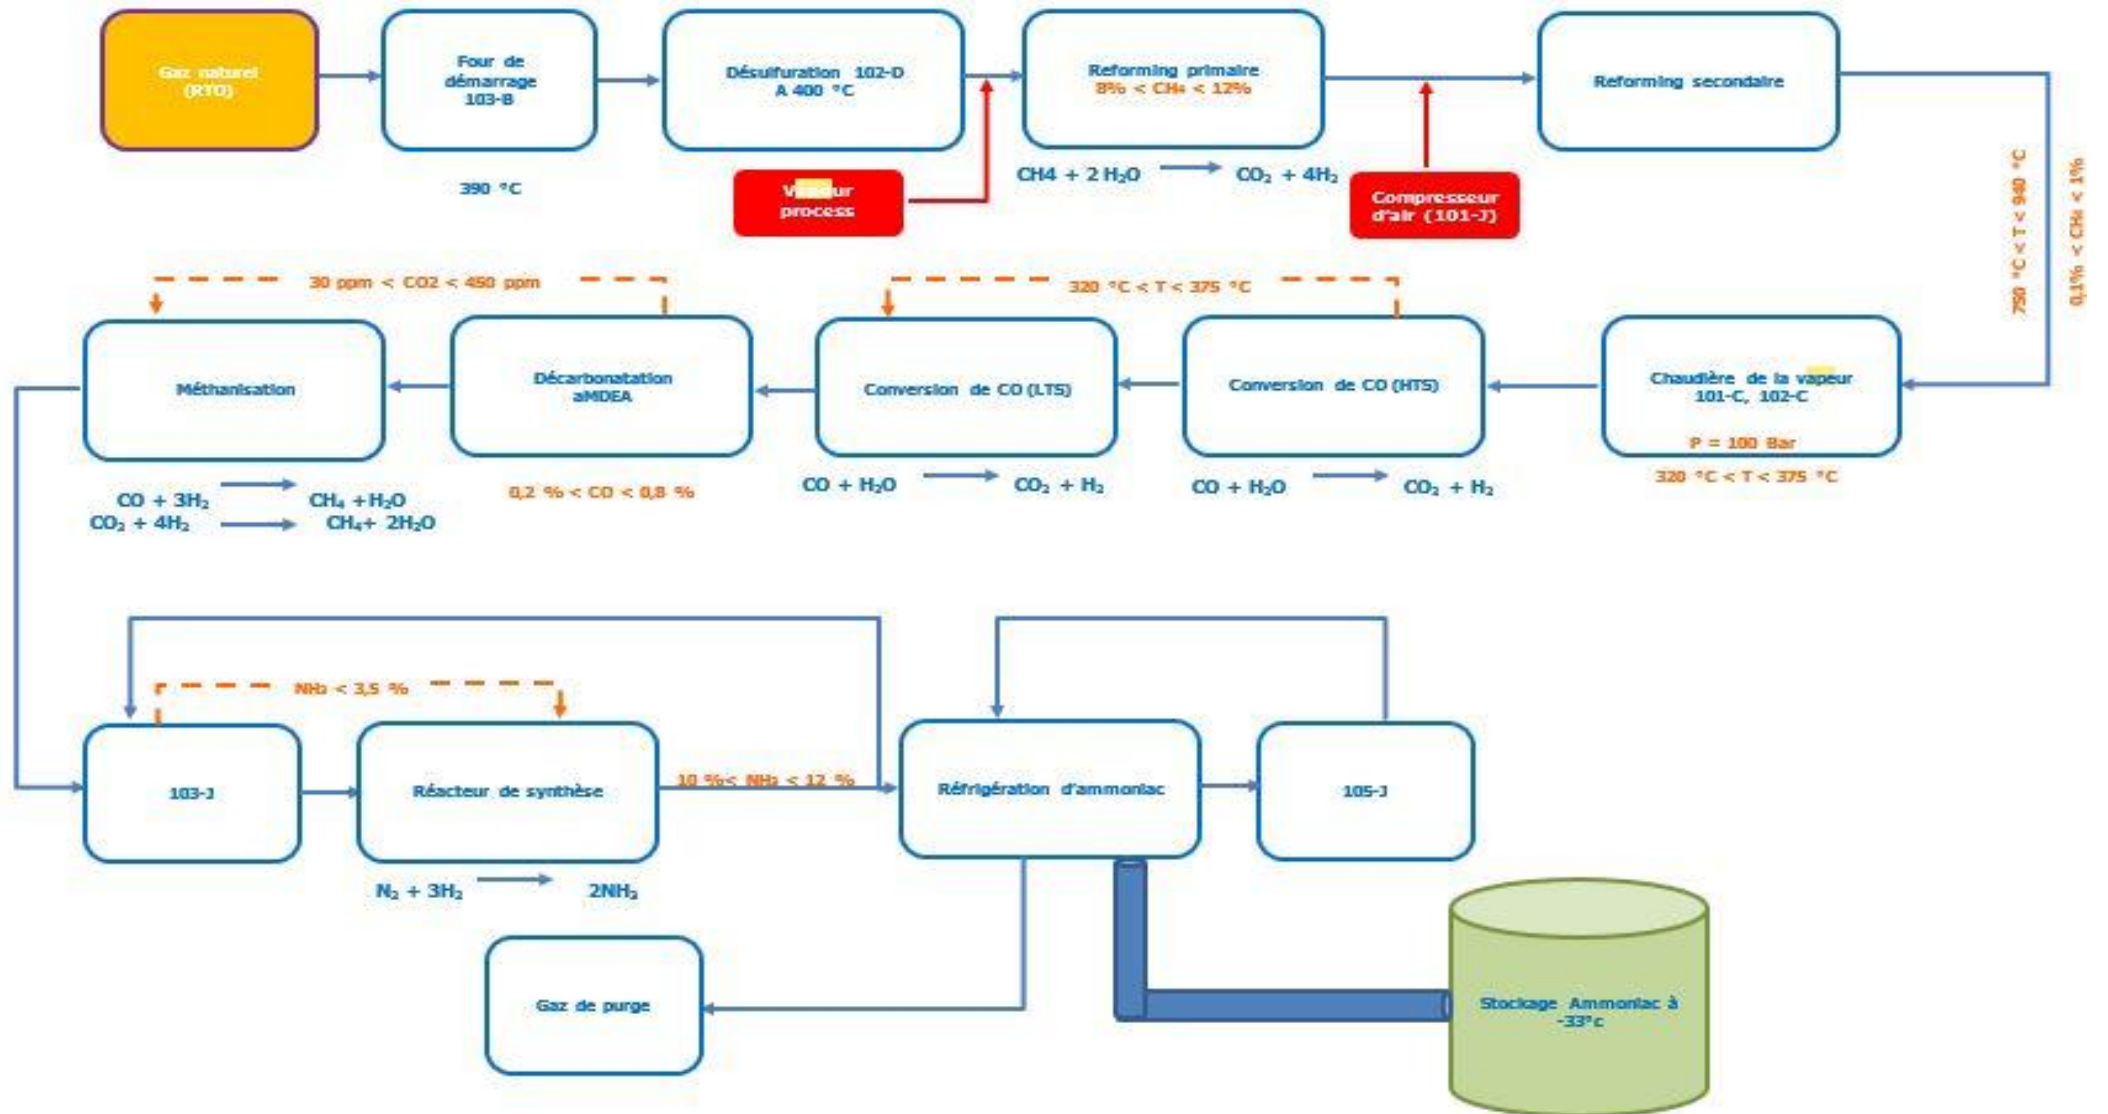 Gaz naturel
(RTO)
Four de
démarrage
103-B
390 °C
Désulfuration 102-D
A 400 °C
Vapeur
process
Reforming primaire
8% < CH₄ < 12%
CH4 + 2 H₂O → CO₂ + 4H₂
Compresseur
d'air (101-J)
Reforming secondaire
750 °C < T < 940 °C
0,1% < CH₄ < 1%
30 ppm < CO2 < 450 ppm
320 °C < T < 375 °C
Méthanisation
Décarbonatation
aMDEA
Conversion de CO (LTS)
Conversion de CO (HTS)
Chaudière de la vapeur
101-C, 102-C
P = 100 Bar
320 °C < T < 375 °C
CO + 3H₂ → CH₄ +H₂O
CO₂ + 4H₂ → CH₄+ 2H₂O
0,2 % < CO < 0,8 %
CO + H₂O → CO₂ + H₂
CO + H₂O → CO₂ + H₂
NH₃ < 3,5 %
103-J
Réacteur de synthèse
10 %< NH₃ < 12 %
Réfrigération d'ammoniac
105-J
N₂ + 3H₂ → 2NH₃
Gaz de purge
Stockage Ammoniac à
-33°c